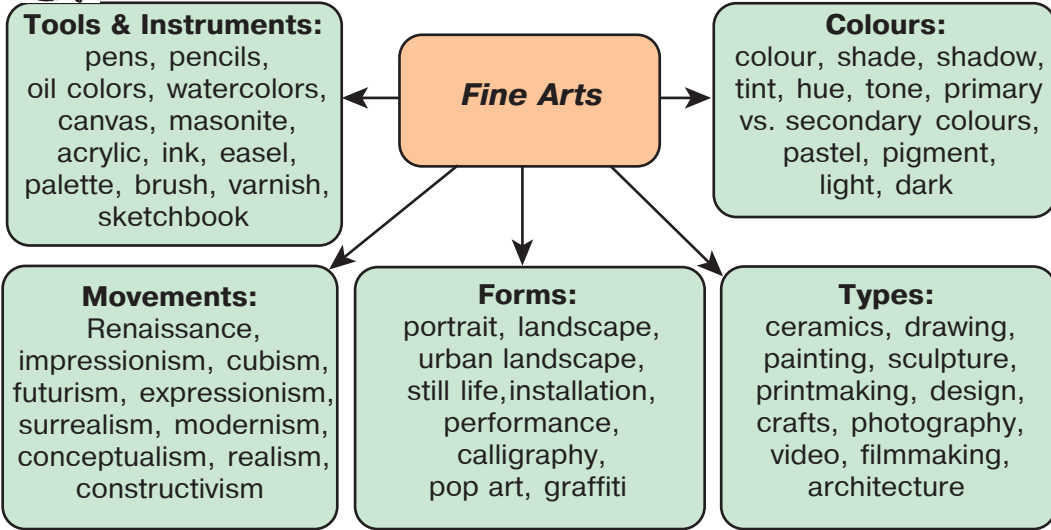 Tools & Instruments:
pens, pencils,
oil colors, watercolors,
canvas, masonite,
acrylic, ink, easel,
palette, brush, varnish,
sketchbook
Fine Arts
Colours:
colour, shade, shadow,
tint, hue, tone, primary
vs. secondary colours,
pastel, pigment,
light, dark
Movements:
Renaissance,
impressionism, cubism,
futurism, expressionism,
surrealism, modernism,
conceptualism, realism,
constructivism
Forms:
portrait, landscape,
urban landscape,
still life,installation,
performance,
calligraphy,
pop art, graffiti
Types:
ceramics, drawing,
painting, sculpture,
printmaking, design,
crafts, photography,
video, filmmaking,
architecture